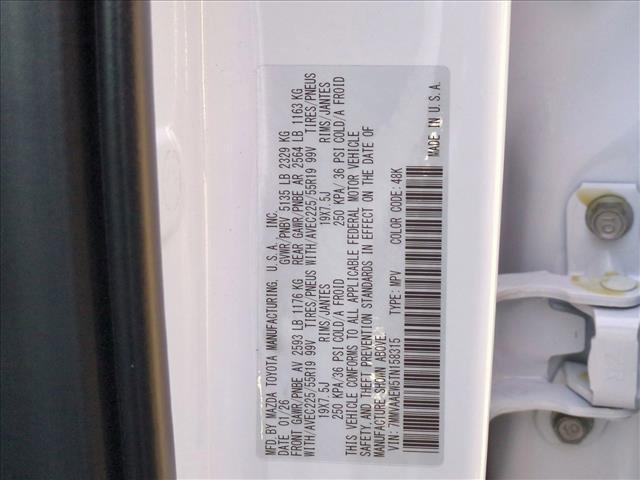 MFD.BY MAZDA TOYOTA MANUFACTURING, U.S.A., INC.
DATE 01/26 GVWR/PNBV 5135 LB 2329 KG
FRONT GAWR/PNBE AV 2593 LB 1176 KG REAR GAWR/PNBE AR 2564 LB 1163 KG
WITH/AVEC225/55R19 99V TIRES/PNEUS WITH/AVEC225/55R19 99V TIRES/PNEUS
19X7.5J RIMS/JANTES 19X7.5J RIMS/JANTES
250 KPA/36 PSI COLD/A FROID 250 KPA/ 36 PSI COLD/A FROID
THIS VEHICLE CONFORMS TO ALL APPLICABLE FEDERAL MOTOR VEHICLE
SAFETY, AND THEFT PREVENTION STANDARDS IN EFFECT ON THE DATE OF
MANUFACTURE SHOWN ABOVE.
VIN: TYPE: MPV COLOR CODE: 48K
MADE IN U.S.A.